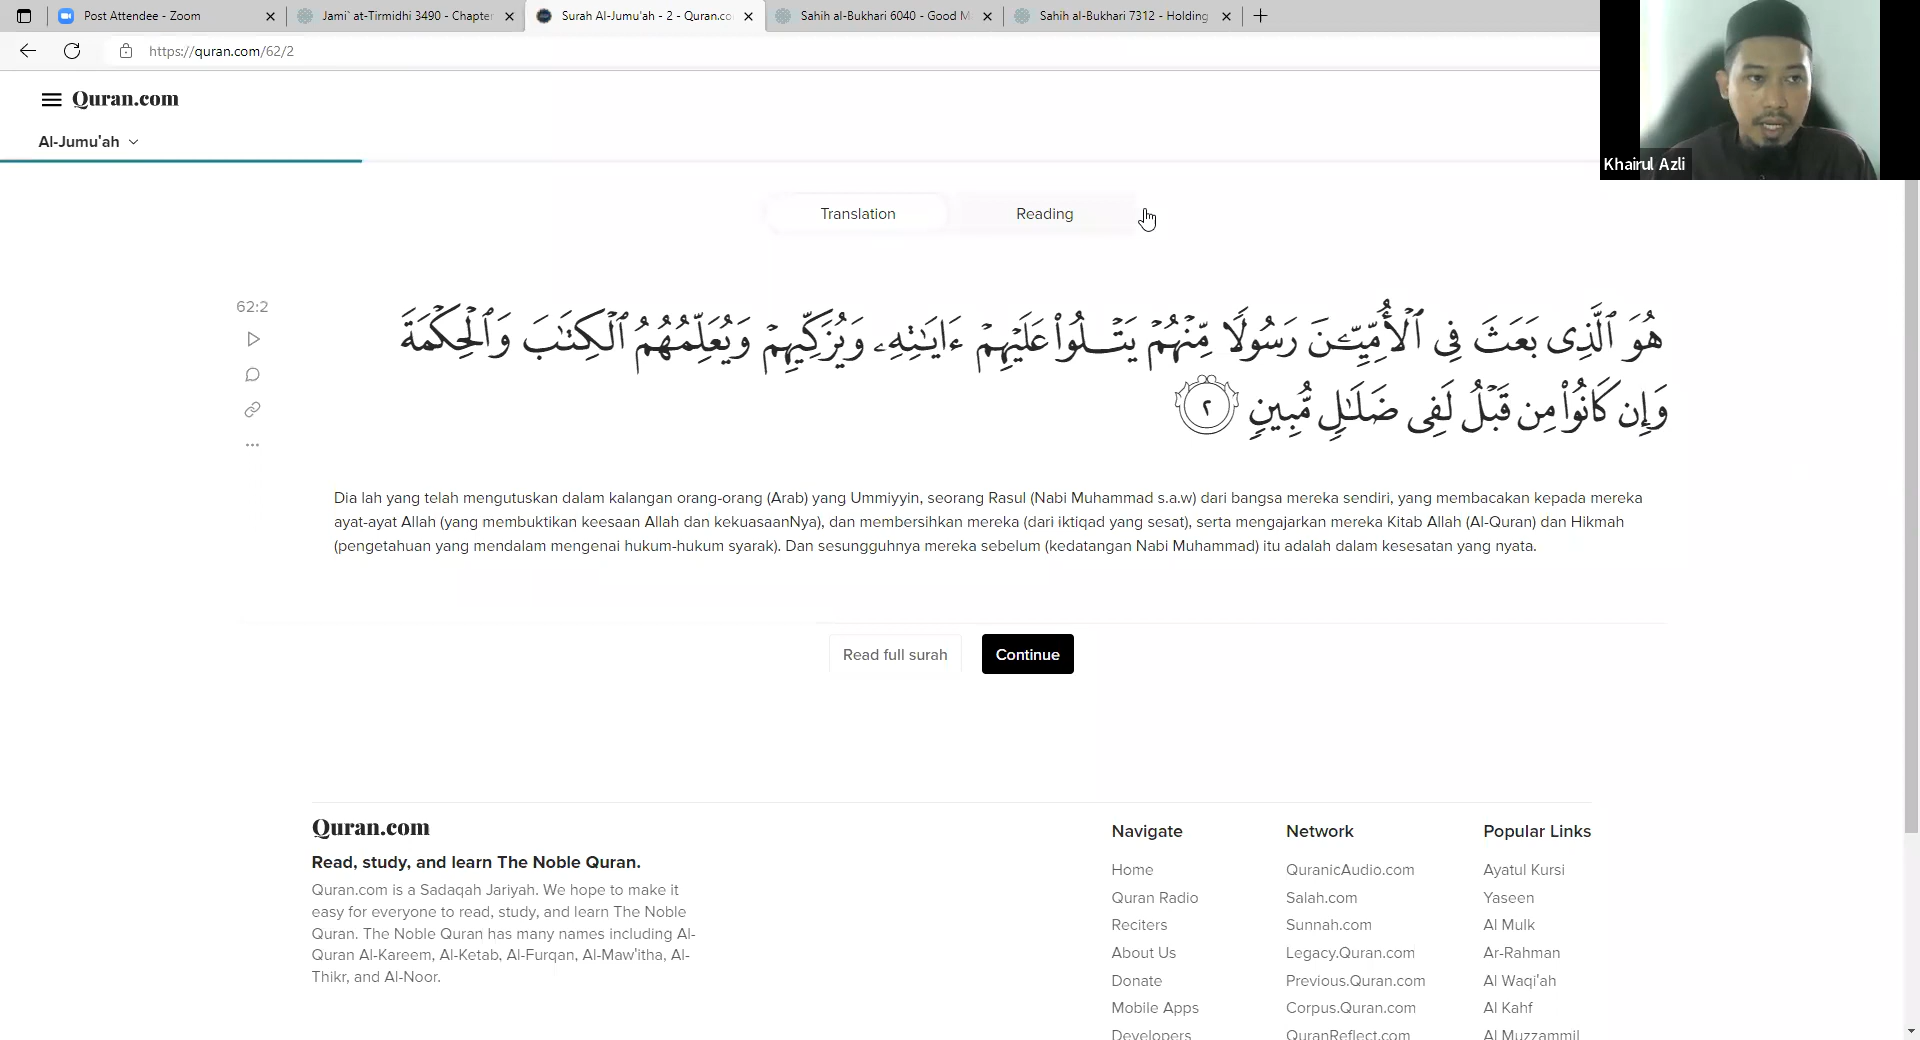 Post Attendee - Zoom
Jami` at-Tirmidhi 3490 - Chapter
Surah Al-Jumu'ah - 2 - Quran.co
Sahih al-Bukhari 6040 - Good M
Sahih al-Bukhari 7312 - Holding
https://quran.com/62/2
Quran.com
Al-Jumu'ah
Khairul Azli
Translation
Reading
62:2
هُوَ ٱلَّذِى بَعَثَ فِى ٱلْأُمِّيِّـۧنَ رَسُولًا مِّنْهُمْ يَتْلُوا۟ عَلَيْهِمْ ءَايَـٰتِهِۦ وَيُزَكِّيهِمْ وَيُعَلِّمُهُمُ ٱلْكِتَـٰبَ وَٱلْحِكْمَةَ
وَإِن كَانُوا۟ مِن قَبْلُ لَفِى ضَلَـٰلٍ مُّبِينٍ ٢
Dia lah yang telah mengutuskan dalam kalangan orang-orang (Arab) yang Ummiyyin, seorang Rasul (Nabi Muhammad s.a.w) dari bangsa mereka sendiri, yang membacakan kepada mereka
ayat-ayat Allah (yang membuktikan keesaan Allah dan kekuasaanNya), dan membersihkan mereka (dari iktiqad yang sesat), serta mengajarkan mereka Kitab Allah (Al-Quran) dan Hikmah
(pengetahuan yang mendalam mengenai hukum-hukum syarak). Dan sesungguhnya mereka sebelum (kedatangan Nabi Muhammad) itu adalah dalam kesesatan yang nyata.
Read full surah
Continue
Quran.com
Read, study, and learn The Noble Quran.
Quran.com is a Sadaqah Jariyah. We hope to make it
easy for everyone to read, study, and learn The Noble
Quran. The Noble Quran has many names including Al-
Quran Al-Kareem, Al-Ketab, Al-Furqan, Al-Maw'itha, Al-
Thikr, and Al-Noor.
Navigate
Home
Quran Radio
Reciters
About Us
Donate
Mobile Apps
Developers
Network
QuranicAudio.com
Salah.com
Sunnah.com
Legacy.Quran.com
Previous.Quran.com
Corpus.Quran.com
QuranReflect.com
Popular Links
Ayatul Kursi
Yaseen
Al Mulk
Ar-Rahman
Al Waqi'ah
Al Kahf
Al Muzzammil